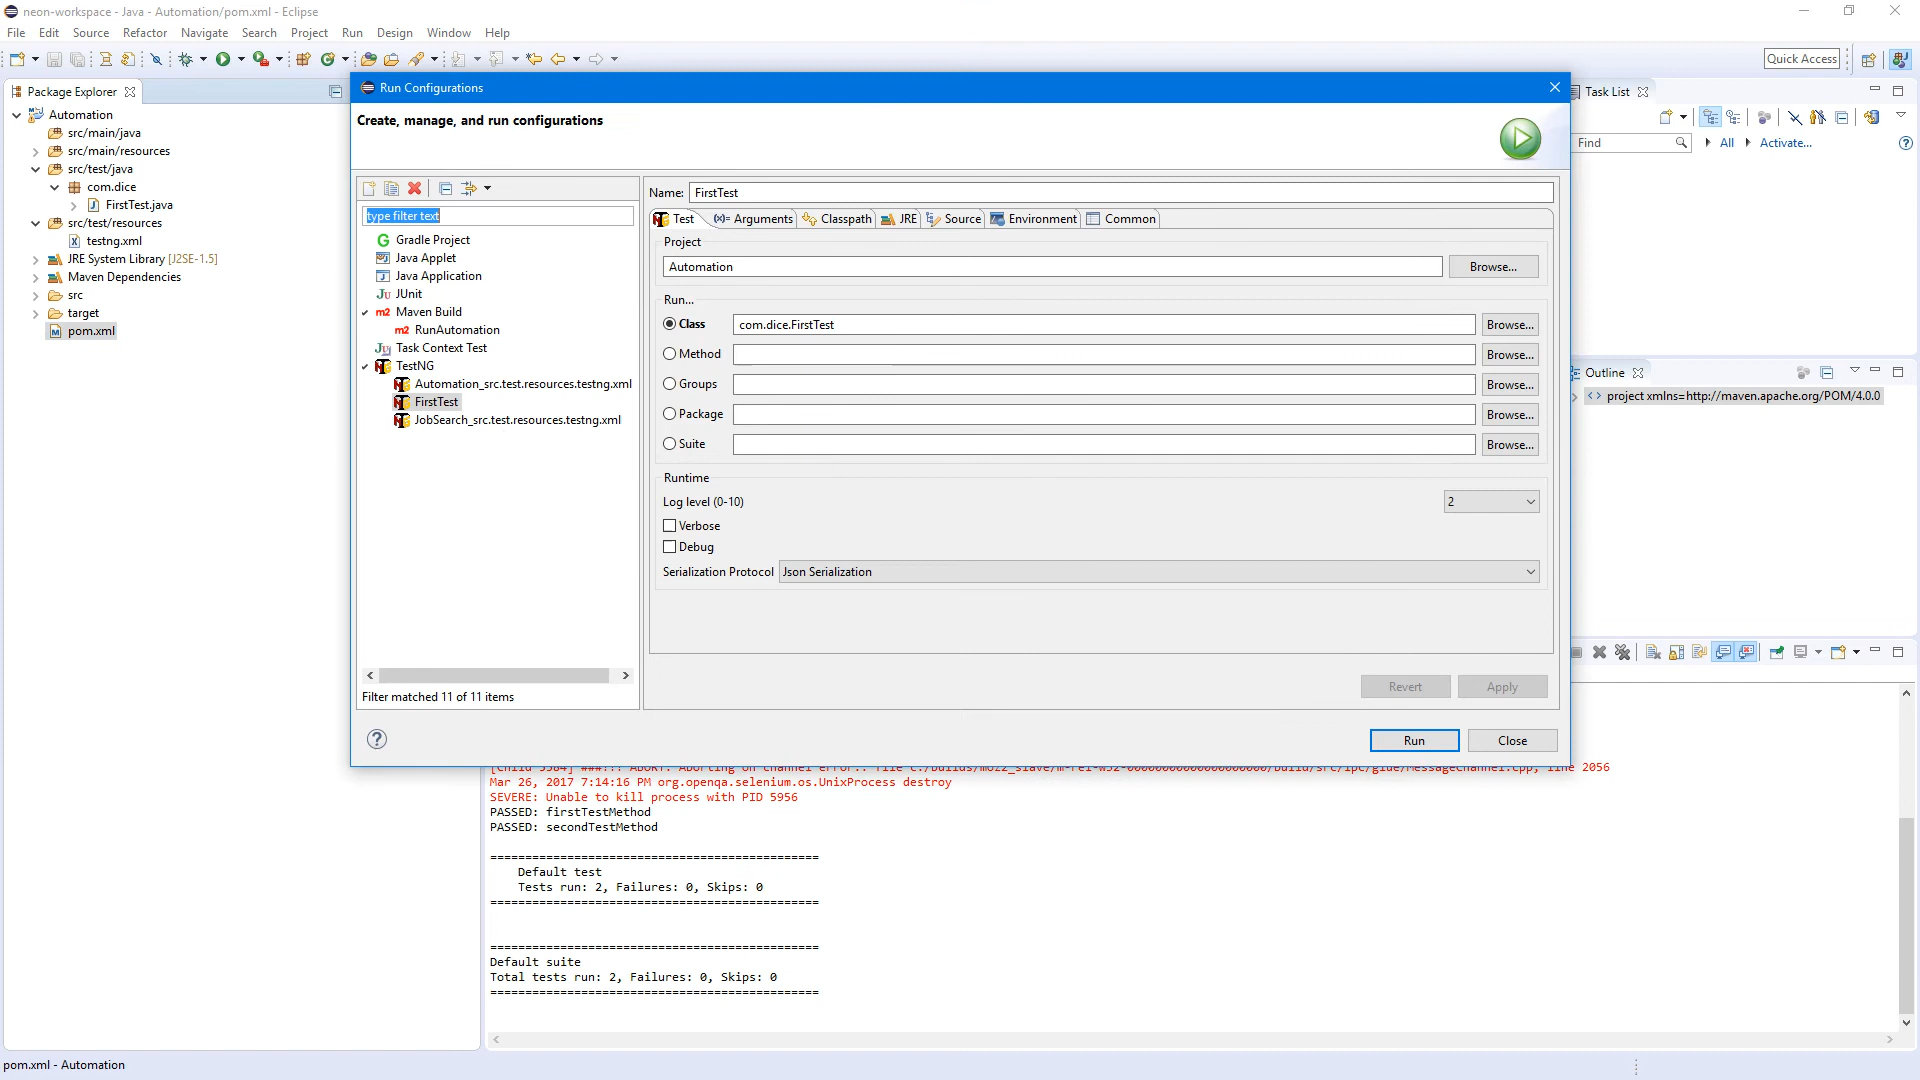 neon-workspace - Java - Automation/pom.xml - Eclipse
File Edit Source Refactor Navigate Search Project Run Design Window Help
Quick Access
Package Explorer
Automation
src/main/java
src/main/resources
src/test/java
com.dice
FirstTest.java
src/test/resources
testng.xml
JRE System Library [J2SE-1.5]
Maven Dependencies
src
target
pom.xml
Run Configurations
Create, manage, and run configurations
type filter text
Gradle Project
Java Applet
Java Application
JUnit
Maven Build
RunAutomation
Task Context Test
TestNG
Automation_src.test.resources.testng.xml
FirstTest
JobSearch_src.test.resources.testng.xml
Filter matched 11 of 11 items
Name: FirstTest
Test Arguments Classpath JRE Source Environment Common
Project
Automation Browse...
Run...
Class com.dice.FirstTest Browse...
Method Browse...
Groups Browse...
Package Browse...
Suite Browse...
Runtime
Log level (0-10) 2
Verbose
Debug
Serialization Protocol Json Serialization
Revert Apply
Run Close
Task List
Find All Activate...
Outline
project xmlns=http://maven.apache.org/POM/4.0.0
line 2056
Mar 26, 2017 7:14:16 PM org.openqa.selenium.os.UnixProcess destroy
SEVERE: Unable to kill process with PID 5956
PASSED: firstTestMethod
PASSED: secondTestMethod
===============================================
Default test
Tests run: 2, Failures: 0, Skips: 0
===============================================
===============================================
Default suite
Total tests run: 2, Failures: 0, Skips: 0
===============================================
pom.xml - Automation